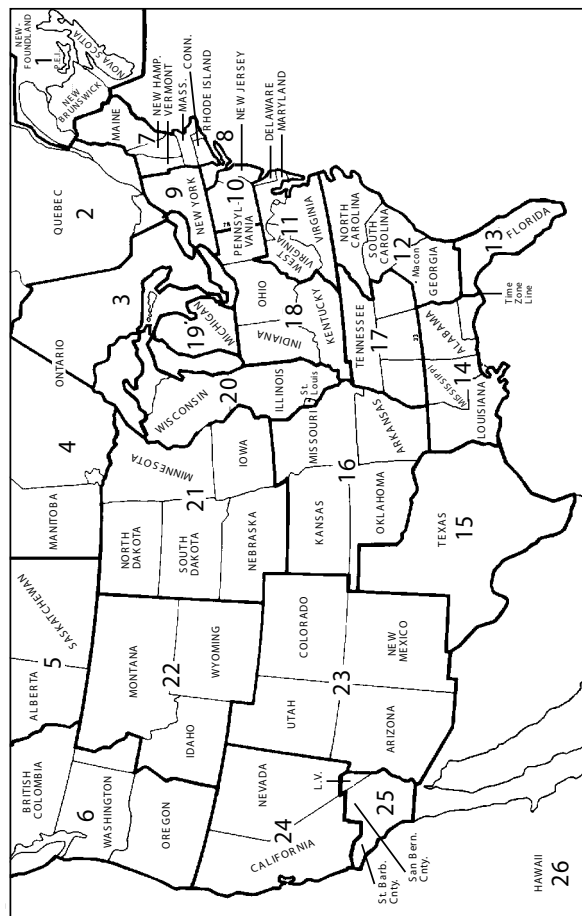 NEW-
FOUNDLAND
1
P.E.I.
NOVA SCOTIA
NEW
BRUNSWICK
QUEBEC
2
MAINE
7
NEW HAMP.
VERMONT
MASS.
CONN.
RHODE ISLAND
8
NEW JERSEY
9
NEW YORK
10
PENNSYL-
VANIA
DELAWARE
MARYLAND
11
WEST
VIRGINIA
VIRGINIA
ONTARIO
3
19
MICHIGAN
OHIO
18
INDIANA
KENTUCKY
NORTH
CAROLINA
SOUTH
CAROLINA
12
Macon
GEORGIA
13
FLORIDA
Time
Zone
Line
TENNESSEE
17
ALABAMA
MISSISSIPPI
14
LOUISIANA
4
MANITOBA
WISCONSIN
20
ILLINOIS
St.
Louis
MINNESOTA
IOWA
21
NORTH
DAKOTA
SOUTH
DAKOTA
NEBRASKA
MISSOURI
16
ARKANSAS
KANSAS
OKLAHOMA
TEXAS
15
SASKATCHEWAN
5
ALBERTA
MONTANA
22
WYOMING
IDAHO
COLORADO
23
NEW
MEXICO
UTAH
ARIZONA
BRITISH
COLOMBIA
6
WASHINGTON
OREGON
NEVADA
24
CALIFORNIA
L.V.
25
San Bern.
Cnty.
St. Barb.
Cnty.
HAWAII
26